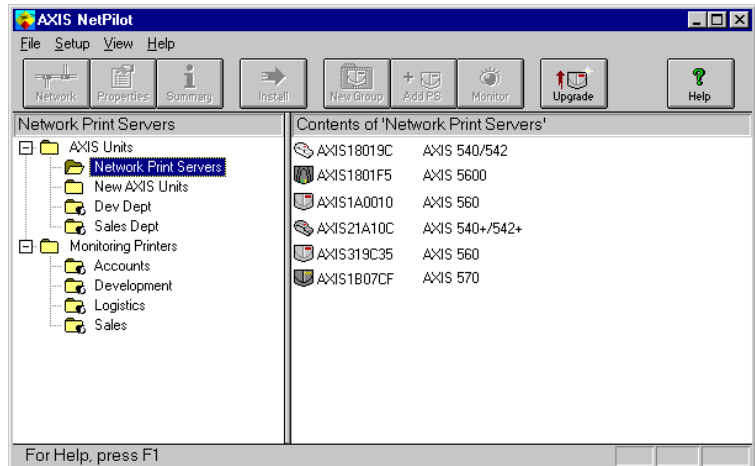 AXIS NetPilot
File Setup View Help
Network Properties Summary Install New Group Add PS Monitor Upgrade Help
Network Print Servers Contents of 'Network Print Servers'
AXIS Units
Network Print Servers
New AXIS Units
Dev Dept
Sales Dept
Monitoring Printers
Accounts
Development
Logistics
Sales
AXIS18019C AXIS 540/542
AXIS1801F5 AXIS 5600
AXIS1A0010 AXIS 560
AXIS21A10C AXIS 540+/542+
AXIS319C35 AXIS 560
AXIS1B07CF AXIS 570
For Help, press F1